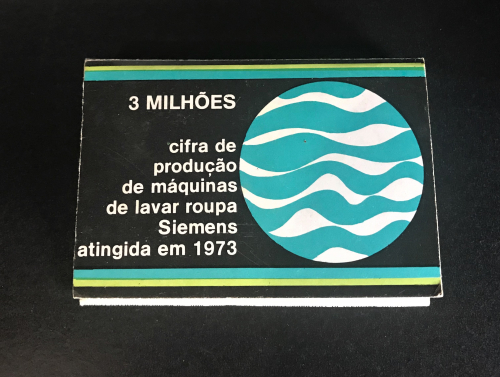 3 MILHÕES
cifra de
produção
de máquinas
de lavar roupa
Siemens
atingida em 1973